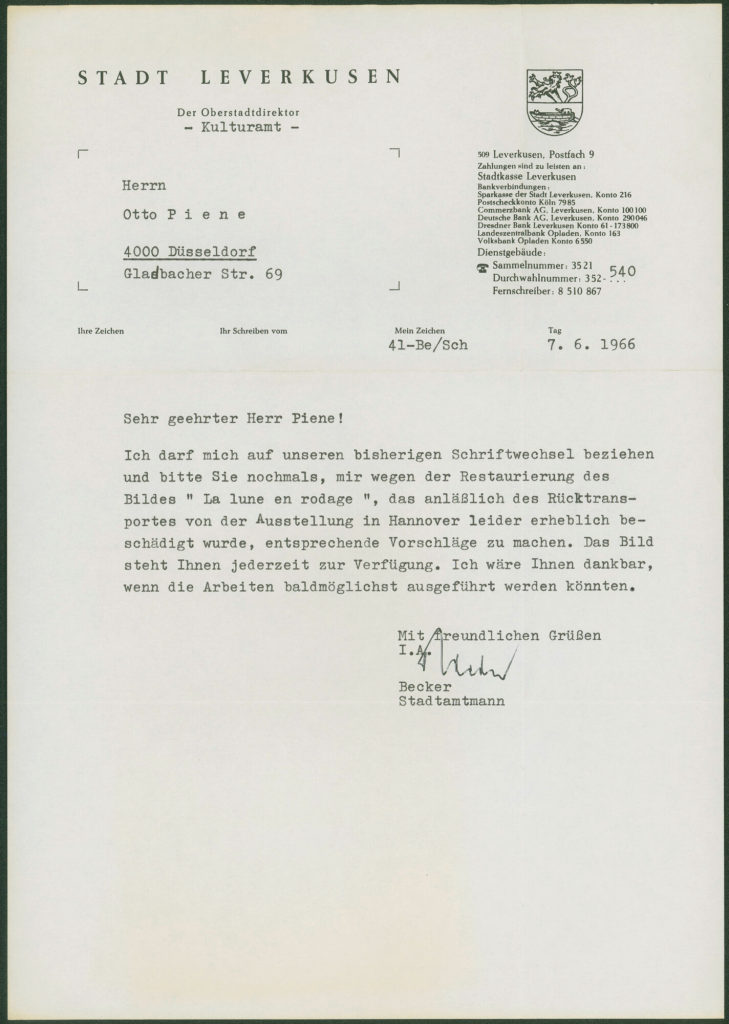 STADT LEVERKUSEN
Der Oberstadtdirektor
- Kulturamt -
Herrn
Otto P i e n e
4000 Düsseldorf
Gladbacher Str. 69
509 Leverkusen, Postfach 9
Zahlungen sind zu leisten an:
Stadtkasse Leverkusen
Bankverbindungen:
Sparkasse der Stadt Leverkusen, Konto 216
Postscheckkonto Köln 7985
Commerzbank AG, Leverkusen, Konto 100100
Deutsche Bank AG, Leverkusen, Konto 290046
Dresdner Bank Leverkusen Konto 61-173800
Landeszentralbank Opladen, Konto 163
Volksbank Opladen Konto 6550
Dienstgebäude:
Sammelnummer: 3521
Durchwahlnummer: 352-...540
Fernschreiber: 8 510 867
Ihre Zeichen Ihr Schreiben vom Mein Zeichen Tag
41-Be/Sch 7. 6. 1966
Sehr geehrter Herr Piene!
Ich darf mich auf unseren bisherigen Schriftwechsel beziehen
und bitte Sie nochmals, mir wegen der Restaurierung des
Bildes " La lune en rodage ", das anläßlich des Rücktrans-
portes von der Ausstellung in Hannover leider erheblich be-
schädigt wurde, entsprechende Vorschläge zu machen. Das Bild
steht Ihnen jederzeit zur Verfügung. Ich wäre Ihnen dankbar,
wenn die Arbeiten baldmöglichst ausgeführt werden könnten.
Mit freundlichen Grüßen
I.A.
Becker
Stadtamtmann